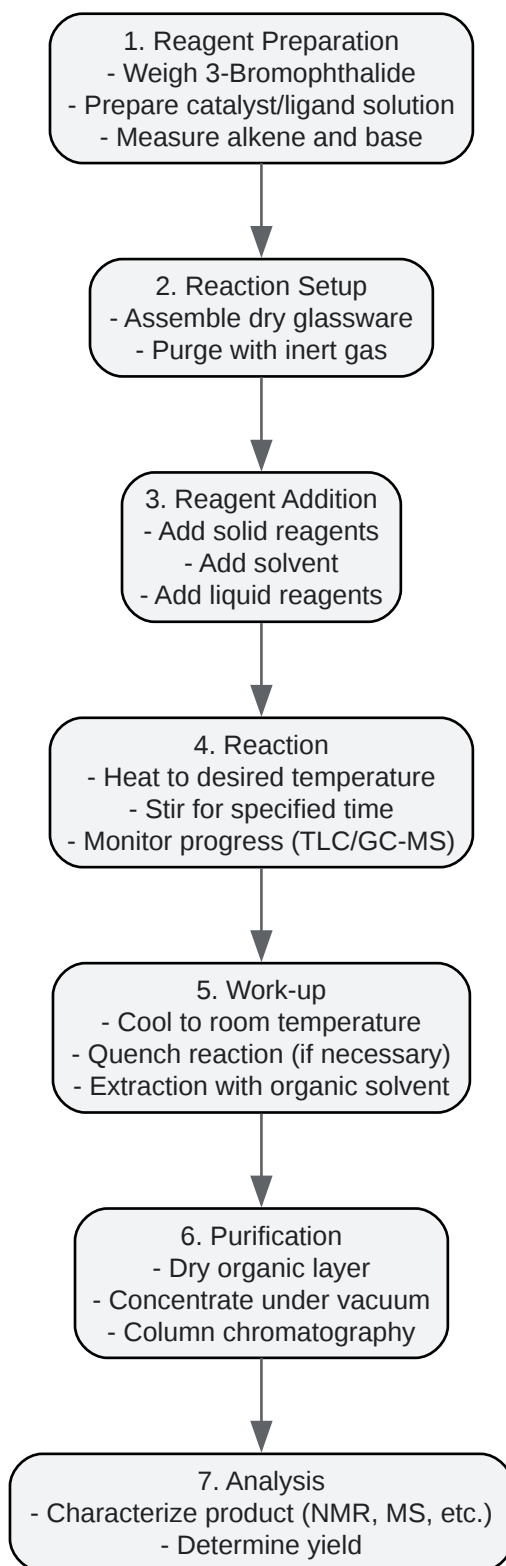 1. Reagent Preparation
- Weigh 3-Bromophthalide
- Prepare catalyst/ligand solution
- Measure alkene and base
2. Reaction Setup
- Assemble dry glassware
- Purge with inert gas
3. Reagent Addition
- Add solid reagents
- Add solvent
- Add liquid reagents
4. Reaction
- Heat to desired temperature
- Stir for specified time
- Monitor progress (TLC/GC-MS)
5. Work-up
- Cool to room temperature
- Quench reaction (if necessary)
- Extraction with organic solvent
6. Purification
- Dry organic layer
- Concentrate under vacuum
- Column chromatography
7. Analysis
- Characterize product (NMR, MS, etc.)
- Determine yield